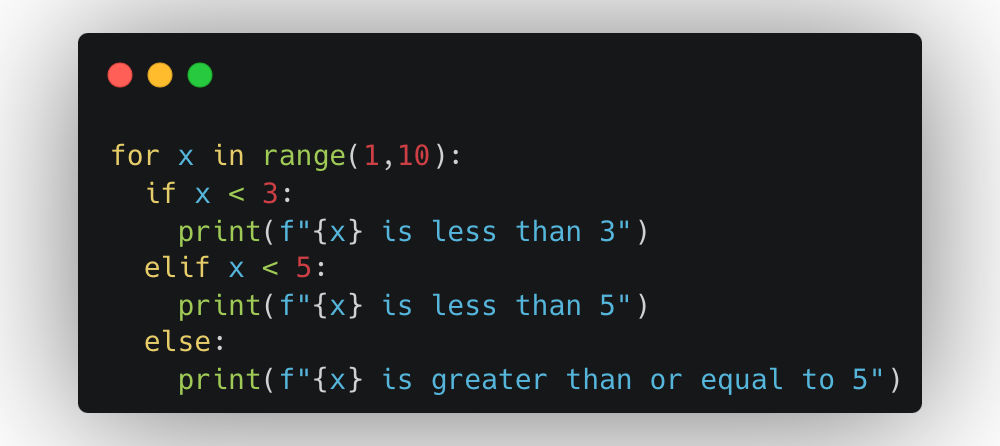 for x in range(1,10):
  if x < 3:
    print(f"{x} is less than 3")
  elif x < 5:
    print(f"{x} is less than 5")
  else:
    print(f"{x} is greater than or equal to 5")